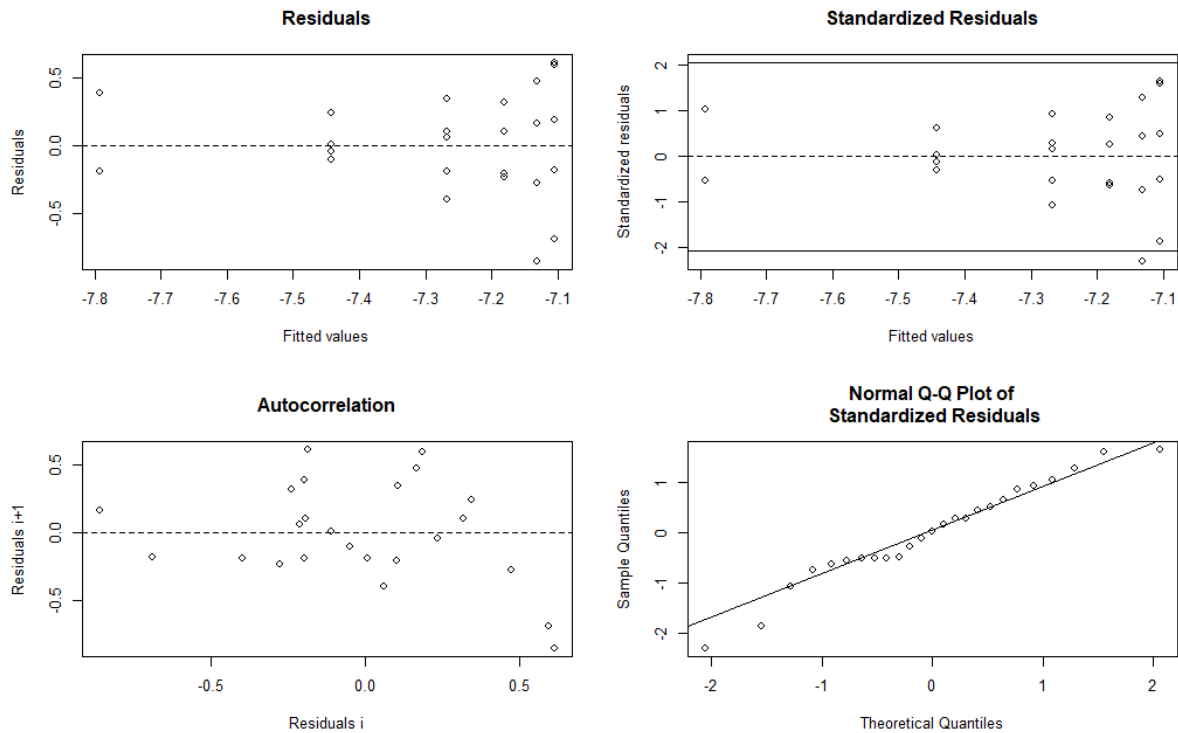 Residuals
Residuals
0.5
0.0
-0.5
-7.8 -7.7 -7.6 -7.5 -7.4 -7.3 -7.2 -7.1
Fitted values
Standardized Residuals
Standardized residuals
2
1
0
-1
-2
-7.8 -7.7 -7.6 -7.5 -7.4 -7.3 -7.2 -7.1
Fitted values
Autocorrelation
Residuals i+1
0.5
0.0
-0.5
-0.5 0.0 0.5
Residuals i
Normal Q-Q Plot of
Standardized Residuals
Sample Quantiles
1
0
-1
-2
-2 -1 0 1 2
Theoretical Quantiles